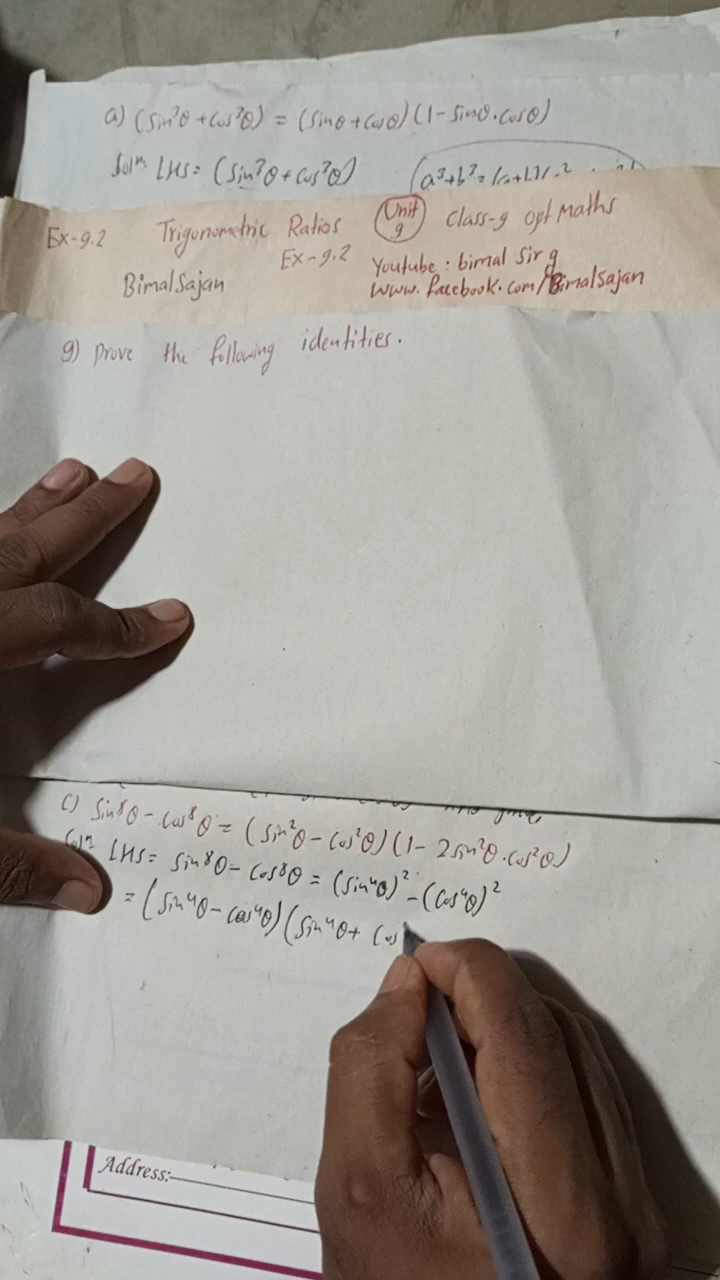 a) (Sin³θ + Cos³θ) = (Sinθ + Cosθ) (1 - Sinθ.Cosθ)
Solⁿ: LHS = (Sin³θ + Cos³θ) (a³+b³ =
Ex-9.2 Trigonometric Ratios Unit 9 Class-9 opt Maths
Ex-9.2 Youtube : bimal Sir g
BimalSajan www.facebook.com/BimalSajan
9) Prove the following identities.
c) Sin⁸θ - Cos⁸θ = (Sin²θ - Cos²θ) (1 - 2Sin²θ.Cos²θ)
Solⁿ LHS = Sin⁸θ - Cos⁸θ = (Sin⁴θ)² - (Cos⁴θ)²
= (Sin⁴θ - Cos⁴θ) (Sin⁴θ + Cos
Address: